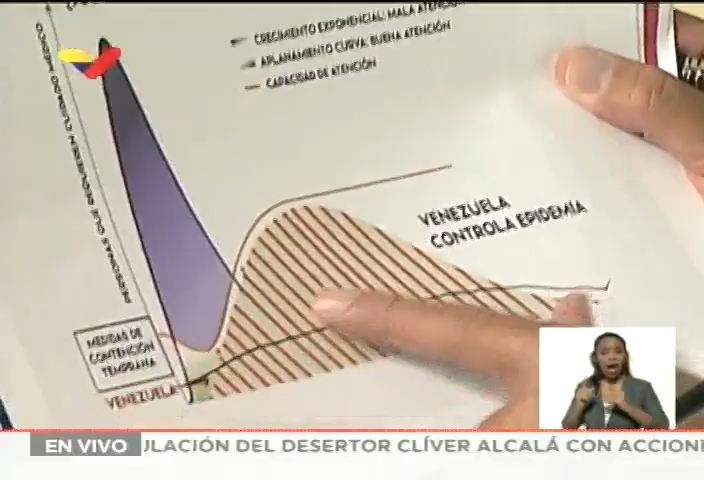 CRECIMIENTO EXPONENCIAL: MALA ATENCIÓN
APLANAMIENTO CURVA: BUENA ATENCIÓN
CAPACIDAD DE ATENCIÓN
VENEZUELA
CONTROLA EPIDEMÍA
MEDIDAS DE
CONTENCIÓN
TEMPRANA
VENEZUELA
EN VIVO
ULACIÓN DEL DESERTOR CLÍVER ALCALÁ CON ACCION